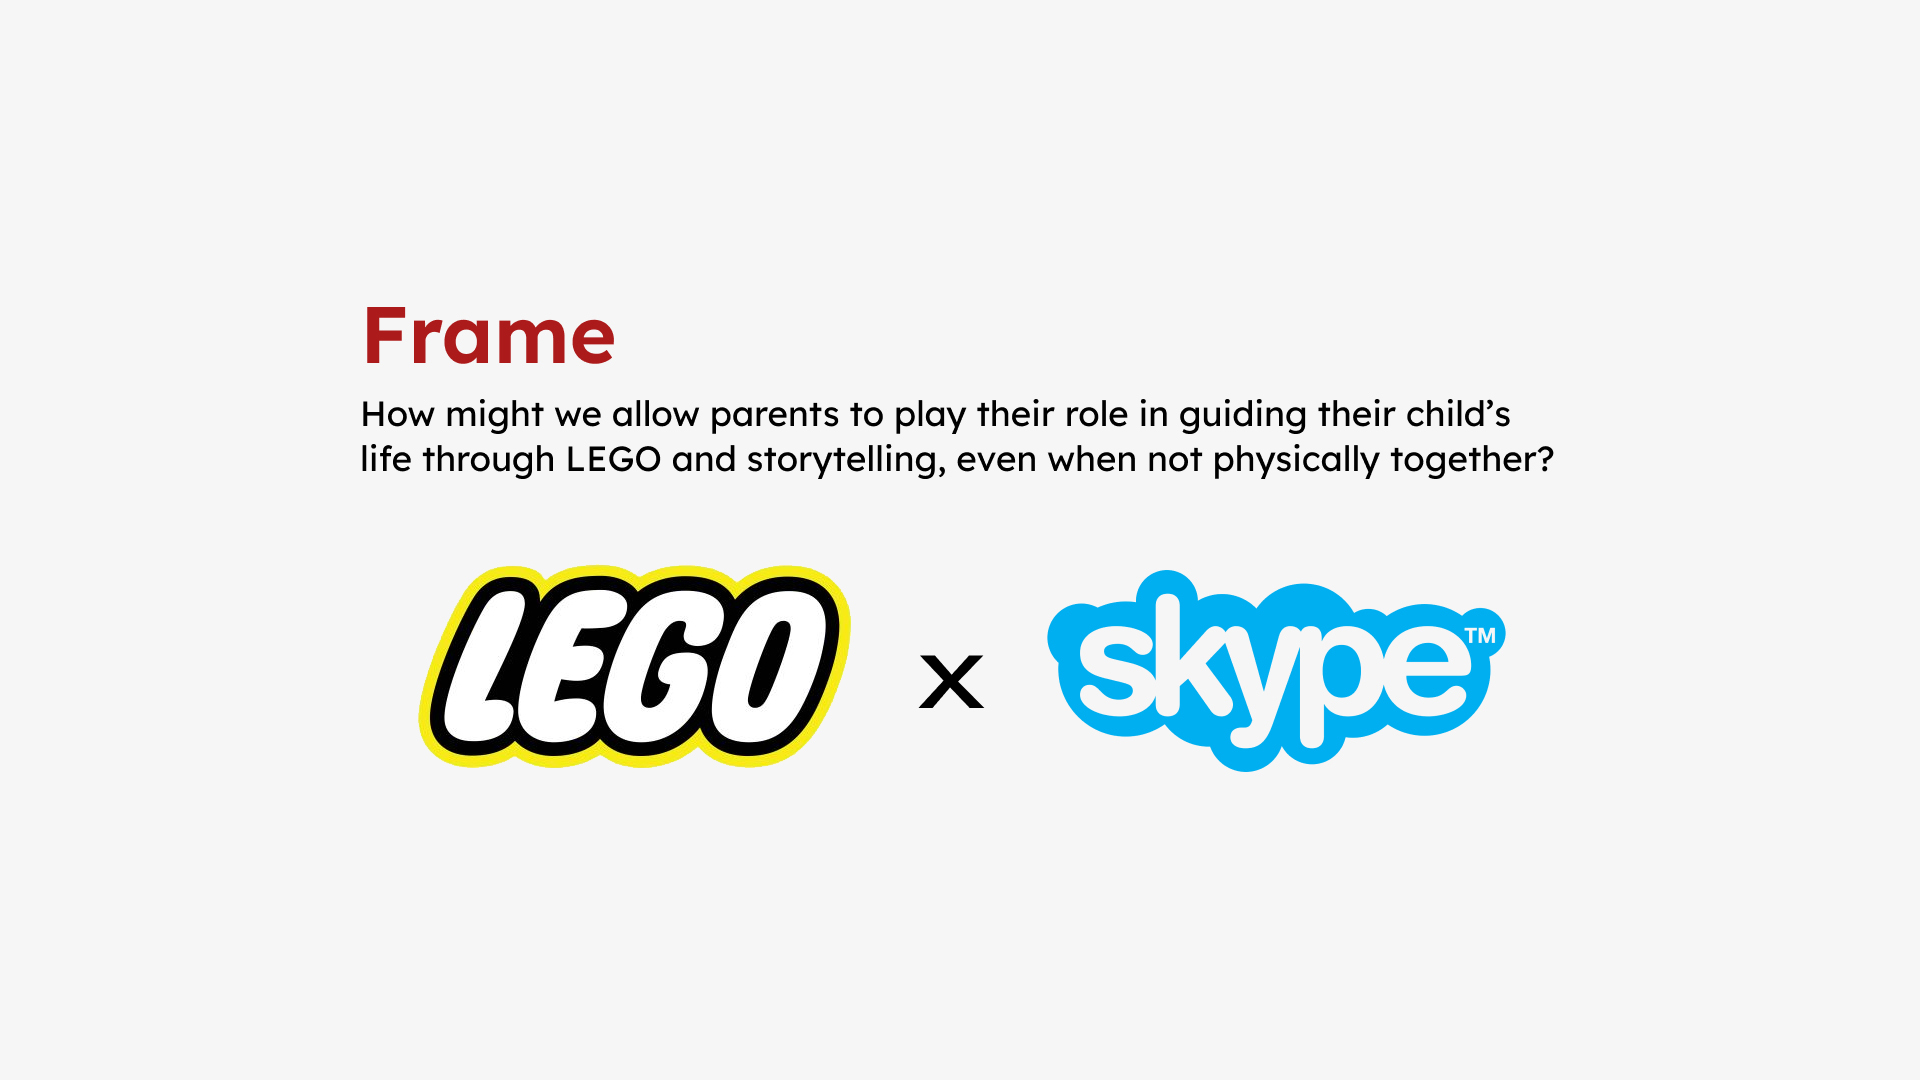 Frame
How might we allow parents to play their role in guiding their child’s
life through LEGO and storytelling, even when not physically together?
LEGO x skype™